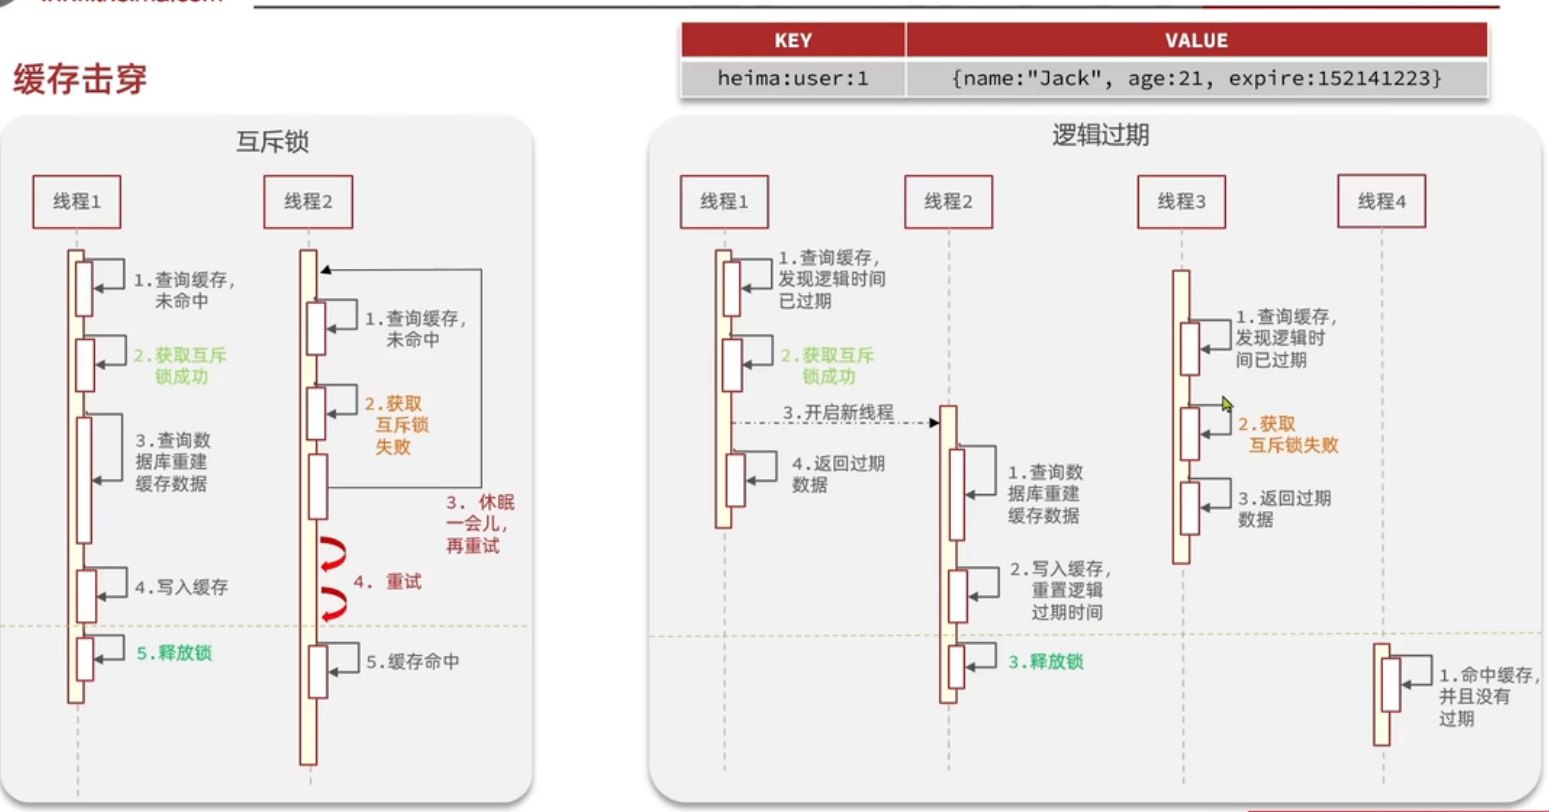 KEY
VALUE
heima:user:1
{name:"Jack", age:21, expire:152141223}
缓存击穿
互斥锁
线程1
线程2
1.查询缓存,
未命中
2.获取互斥
锁成功
3.查询数
据库重建
缓存数据
4.写入缓存
5.释放锁
1.查询缓存,
未命中
2.获取
互斥锁
失败
3. 休眠
一会儿,
再重试
4. 重试
5.缓存命中
逻辑过期
线程1
线程2
线程3
线程4
1.查询缓存,
发现逻辑时间
已过期
2.获取互斥
锁成功
3.开启新线程
4.返回过期
数据
1.查询数
据库重建
缓存数据
2.写入缓存,
重置逻辑
过期时间
3.释放锁
1.查询缓存,
发现逻辑时
间已过期
2.获取
互斥锁失败
3.返回过期
数据
1.命中缓存,
并且没有
过期